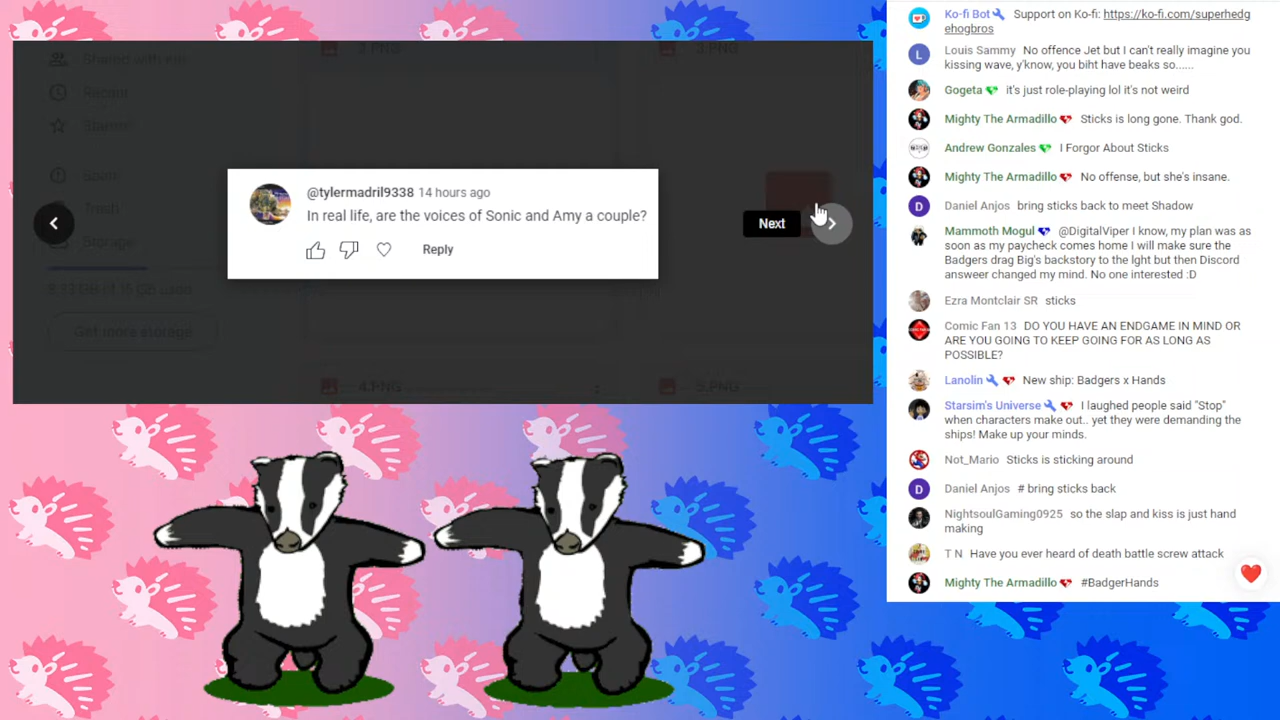 2.PNG
3.PNG
Shared with me
Recent
Starred
Spam
Trash
Storage
Get more storage
4.PNG
5.PNG
@tylermadril9338 14 hours ago
In real life, are the voices of Sonic and Amy a couple?
Reply
Next
Ko-fi Bot Support on Ko-fi: https://ko-fi.com/superhedg
ehogbros
L
Louis Sammy No offence Jet but I can't really imagine you
kissing wave, y'know, you biht have beaks so......
Gogeta it's just role-playing lol it's not weird
Mighty The Armadillo Sticks is long gone. Thank god.
Andrew Gonzales I Forgor About Sticks
Mighty The Armadillo No offense, but she's insane.
D
Daniel Anjos bring sticks back to meet Shadow
Mammoth Mogul @DigitalViper I know, my plan was as
soon as my paycheck comes home I will make sure the
Badgers drag Big's backstory to the lght but then Discord
answeer changed my mind. No one interested :D
Ezra Montclair SR sticks
Comic Fan 13 DO YOU HAVE AN ENDGAME IN MIND OR
ARE YOU GOING TO KEEP GOING FOR AS LONG AS
POSSIBLE?
Lanolin New ship: Badgers x Hands
Starsim's Universe I laughed people said "Stop"
when characters make out.. yet they were demanding the
ships! Make up your minds.
Not_Mario Sticks is sticking around
D
Daniel Anjos # bring sticks back
NightsoulGaming0925 so the slap and kiss is just hand
making
T N Have you ever heard of death battle screw attack
Mighty The Armadillo #BadgerHands